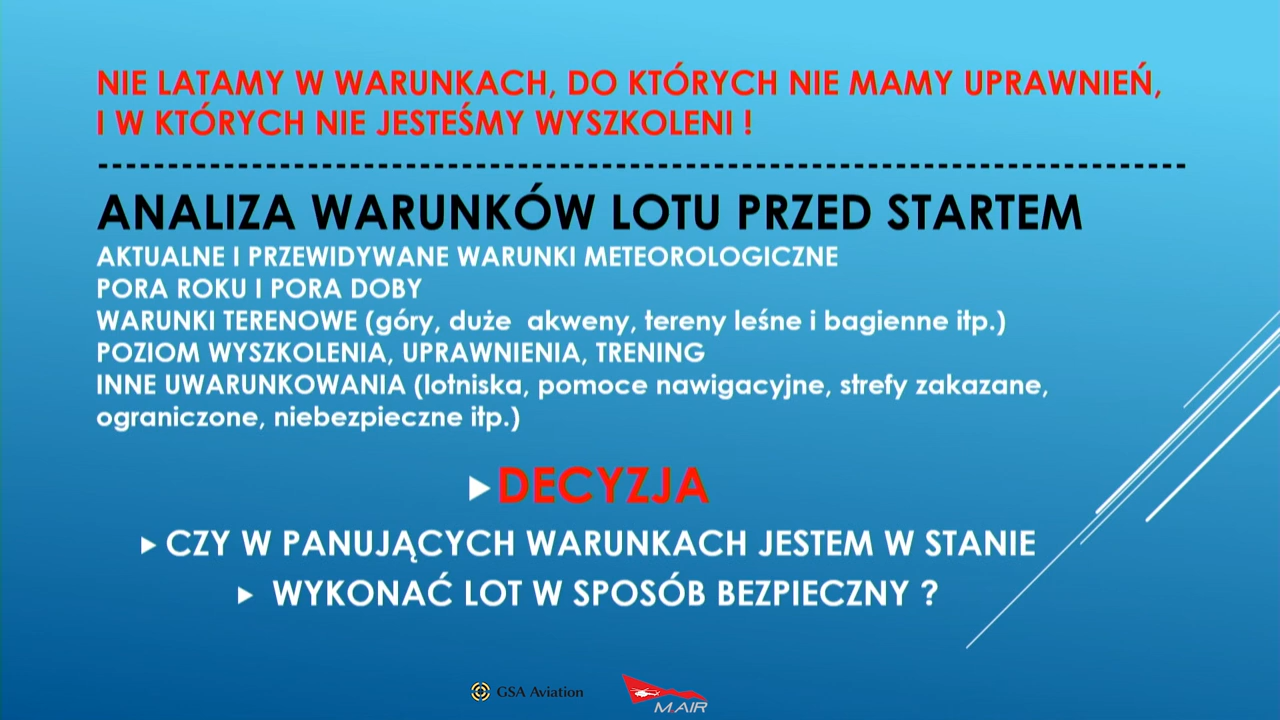 NIE LATAMY W WARUNKACH, DO KTÓRYCH NIE MAMY UPRAWNIEŃ,
I W KTÓRYCH NIE JESTEŚMY WYSZKOLENI !
--------------------------------------------------------------------------------
ANALIZA WARUNKÓW LOTU PRZED STARTEM
AKTUALNE I PRZEWIDYWANE WARUNKI METEOROLOGICZNE
PORA ROKU I PORA DOBY
WARUNKI TERENOWE (góry, duże  akweny, tereny leśne i bagienne itp.)
POZIOM WYSZKOLENIA, UPRAWNIENIA, TRENING
INNE UWARUNKOWANIA (lotniska, pomoce nawigacyjne, strefy zakazane,
ograniczone, niebezpieczne itp.)
DECYZJA
CZY W PANUJĄCYCH WARUNKACH JESTEM W STANIE
WYKONAĆ LOT W SPOSÓB BEZPIECZNY ?
GSA Aviation
M.AIR